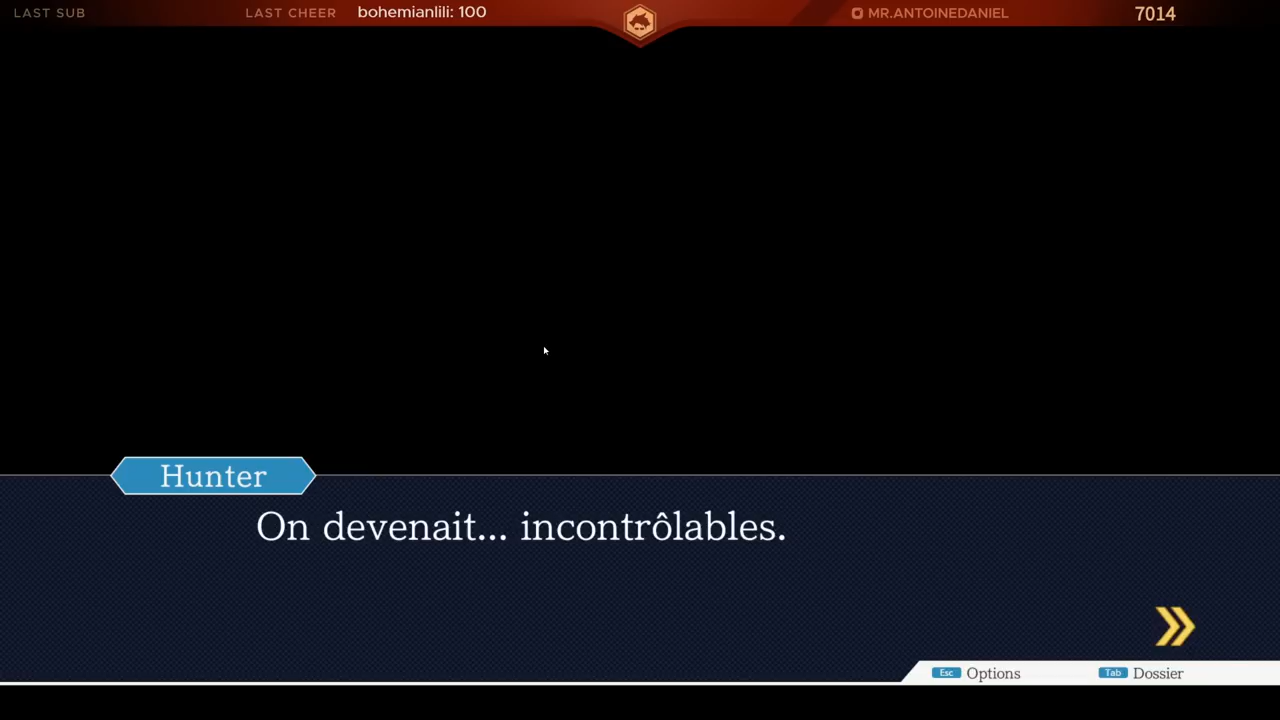 LAST SUB LAST CHEER bohemianlili: 100 MR.ANTOINEDANIEL 7014
Hunter
On devenait... incontrôlables.
Esc Options Tab Dossier